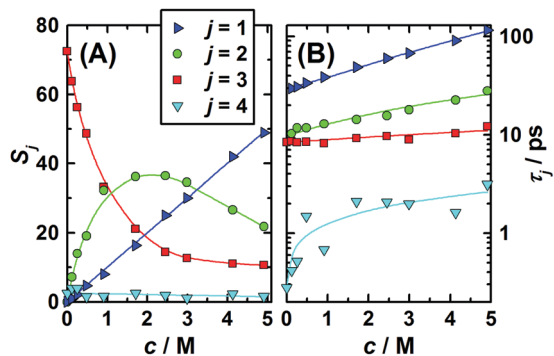 (A)
j = 1
j = 2
j = 3
j = 4
S_j
80
60
40
20
0
0 1 2 3 4 5
c / M
(B)
100
10
1
τ_j / ps
0 1 2 3 4 5
c / M